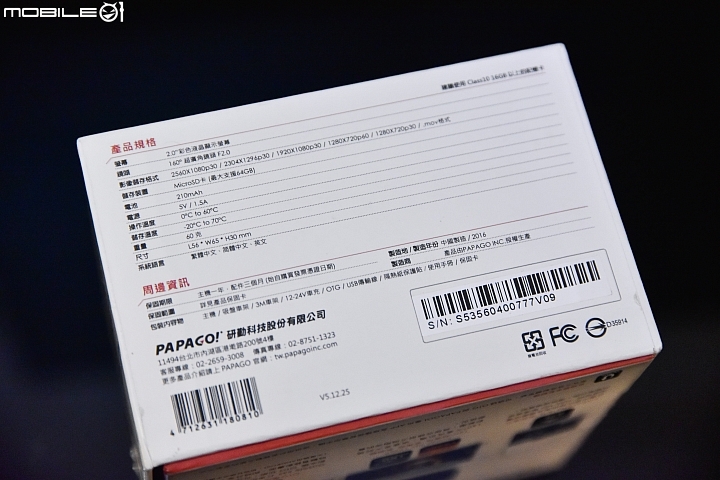 MOBILE01
建議使用 Class10 16GB 以上的記憶卡
產品規格
螢幕 2.0" 彩色液晶顯示螢幕
鏡頭 160° 超廣角鏡頭 F2.0
影像儲存格式 2560X1080p30 / 2304X1296p30 / 1920X1080p30 / 1280X720p60 / 1280X720p30 / .mov格式
儲存裝置 MicroSD卡 (最大支援64GB)
電池 210mAh
電源 5V / 1.5A
操作溫度 0°C to 60°C
儲存溫度 -20°C to 70°C
重量 60 克
尺寸 L56 * W65 * H30 mm
系統語言 繁體中文、簡體中文、英文
周邊資訊
保固期限 主機一年;配件三個月 (始自購買發票憑證日期)
保固範圍 詳見產品保固卡
包裝內容物 主機 / 吸盤車架 / 3M車架 / 12-24V車充 / OTG / USB傳輸線 / 隔熱紙保護貼 / 使用手冊 / 保固卡
製造地 / 製造年份 中國製造 / 2016
製造商 產品由PAPAGO INC.授權生產
PAPAGO! 研勤科技股份有限公司
11494台北市內湖區港墘路200號4樓
客服專線:02-2659-3008 傳真專線:02-8751-1323
更多產品介紹請上 PAPAGO 官網:tw.papagoinc.com
S/N: S53560400777V09
FC
D35914
V5.12.25
4 712631 180810